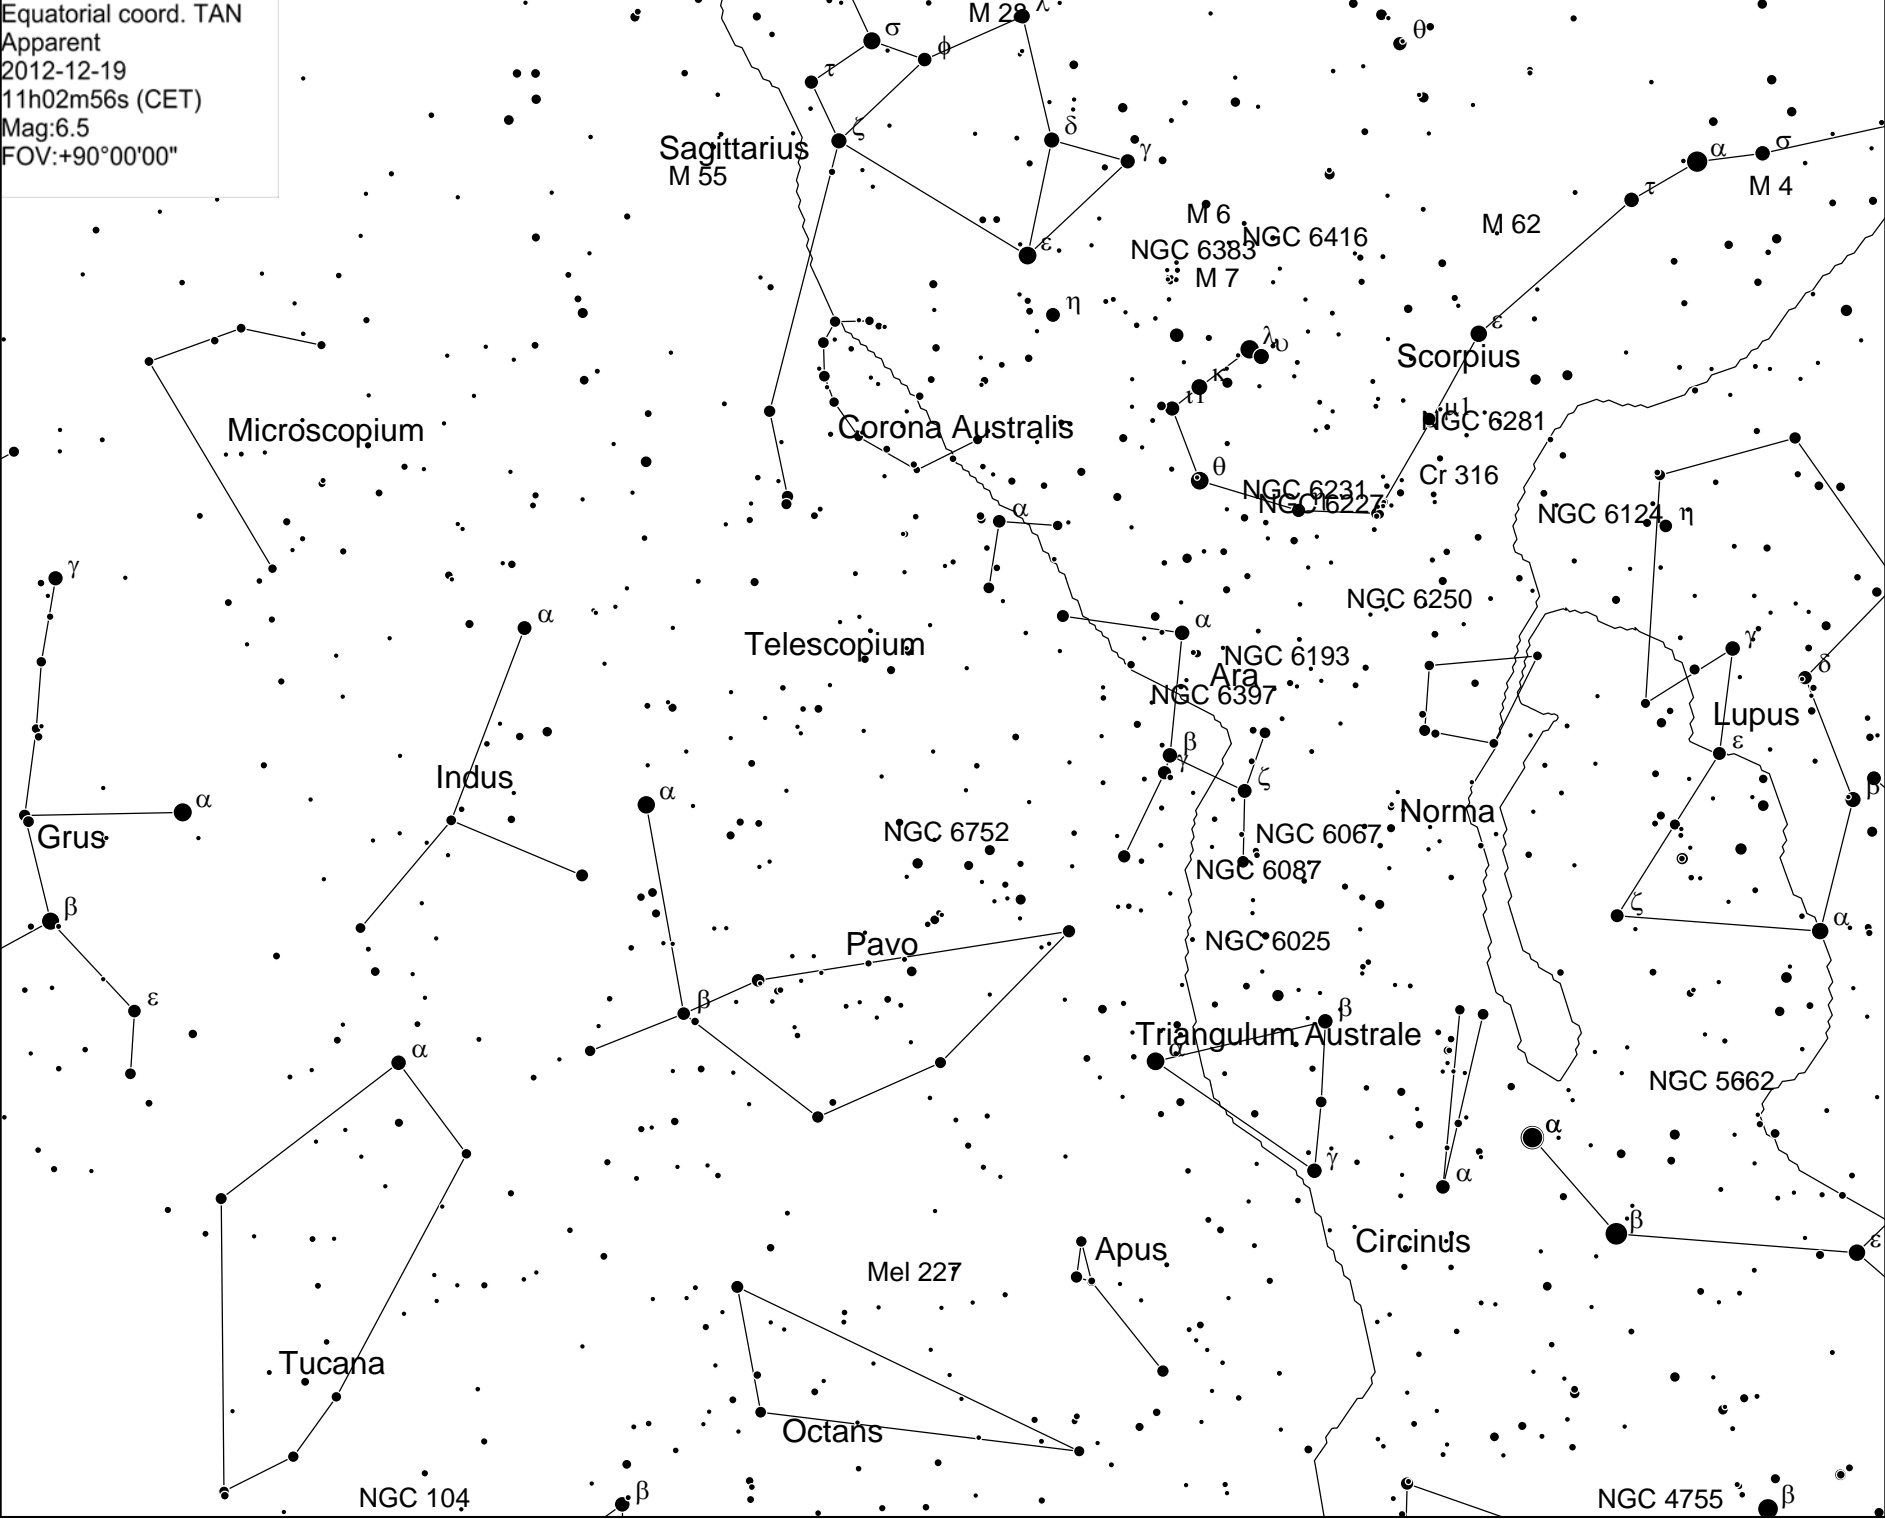 Equatorial coord. TAN
Apparent
2012-12-19
11h02m56s (CET)
Mag:6.5
FOV:+90°00'00"
M 28 λ
σ
θ
φ
τ
ζ
δ
α
σ
Sagittarius
γ
M 55
τ
M 4
M 6
M 62
NGC 6416
ε
NGC 6383
M 7
η
ε
λ
υ
Scorpius
κ
ι1
μ1
NGC 6281
Microscopium
Corona Australis
θ
Cr 316
NGC 6231
NGC 6227
η
α
NGC 6124
γ
NGC 6250
α
α
Telescopium
γ
NGC 6193
δ
Ara
NGC 6397
Lupus
β
ε
γ
Indus
ζ
β
α
α
Norma
Grus
NGC 6752
NGC 6067
NGC 6087
ζ
β
α
Pavo
NGC 6025
ε
β
β
Triangulum Australe
α
α
NGC 5662
α
γ
α
β
Circinus
ε
Apus
Mel 227
Tucana
Octans
NGC 104
β
NGC 4755
β